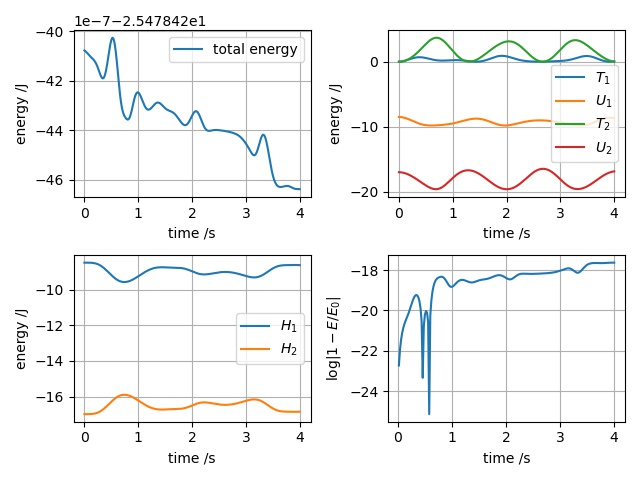 1e-7-2.547842e1
total energy
energy /J
−40
−42
−44
−46
0 1 2 3 4
time /s
T₁
U₁
T₂
U₂
energy /J
0
−10
−20
0 1 2 3 4
time /s
H₁
H₂
energy /J
−10
−12
−14
−16
0 1 2 3 4
time /s
log|1 − E/E₀|
−18
−20
−22
−24
0 1 2 3 4
time /s